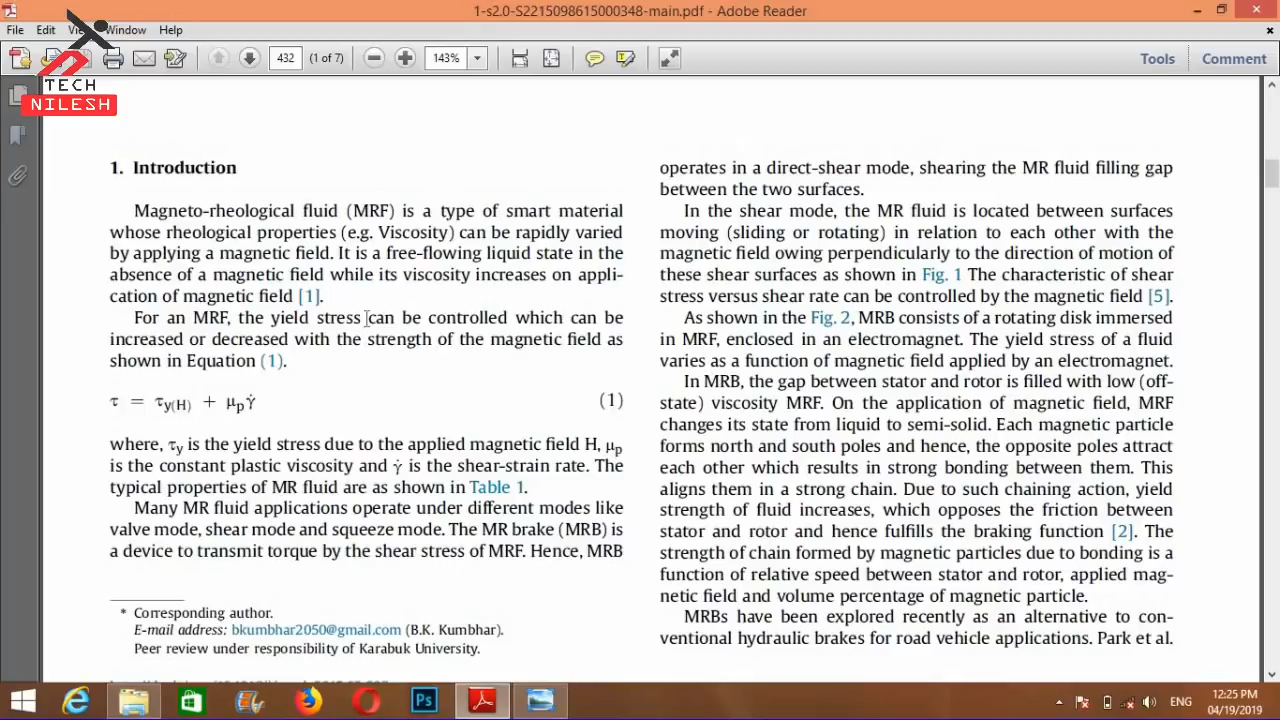 1-s2.0-S2215098615000348-main.pdf - Adobe Reader
File Edit Window Help
432 (1 of 7) 143% Tools Comment
TECH
NILESH
1. Introduction
Magneto-rheological fluid (MRF) is a type of smart material
whose rheological properties (e.g. Viscosity) can be rapidly varied
by applying a magnetic field. It is a free-flowing liquid state in the
absence of a magnetic field while its viscosity increases on appli-
cation of magnetic field [1].
For an MRF, the yield stress can be controlled which can be
increased or decreased with the strength of the magnetic field as
shown in Equation (1).
τ = τy(H) + μpγ̇ (1)
where, τy is the yield stress due to the applied magnetic field H, μp
is the constant plastic viscosity and γ̇ is the shear-strain rate. The
typical properties of MR fluid are as shown in Table 1.
Many MR fluid applications operate under different modes like
valve mode, shear mode and squeeze mode. The MR brake (MRB) is
a device to transmit torque by the shear stress of MRF. Hence, MRB
* Corresponding author.
E-mail address: bkumbhar2050@gmail.com (B.K. Kumbhar).
Peer review under responsibility of Karabuk University.
operates in a direct-shear mode, shearing the MR fluid filling gap
between the two surfaces.
In the shear mode, the MR fluid is located between surfaces
moving (sliding or rotating) in relation to each other with the
magnetic field owing perpendicularly to the direction of motion of
these shear surfaces as shown in Fig. 1 The characteristic of shear
stress versus shear rate can be controlled by the magnetic field [5].
As shown in the Fig. 2, MRB consists of a rotating disk immersed
in MRF, enclosed in an electromagnet. The yield stress of a fluid
varies as a function of magnetic field applied by an electromagnet.
In MRB, the gap between stator and rotor is filled with low (off-
state) viscosity MRF. On the application of magnetic field, MRF
changes its state from liquid to semi-solid. Each magnetic particle
forms north and south poles and hence, the opposite poles attract
each other which results in strong bonding between them. This
aligns them in a strong chain. Due to such chaining action, yield
strength of fluid increases, which opposes the friction between
stator and rotor and hence fulfills the braking function [2]. The
strength of chain formed by magnetic particles due to bonding is a
function of relative speed between stator and rotor, applied mag-
netic field and volume percentage of magnetic particle.
MRBs have been explored recently as an alternative to con-
ventional hydraulic brakes for road vehicle applications. Park et al.
Ps
ENG
12:25 PM
04/19/2019